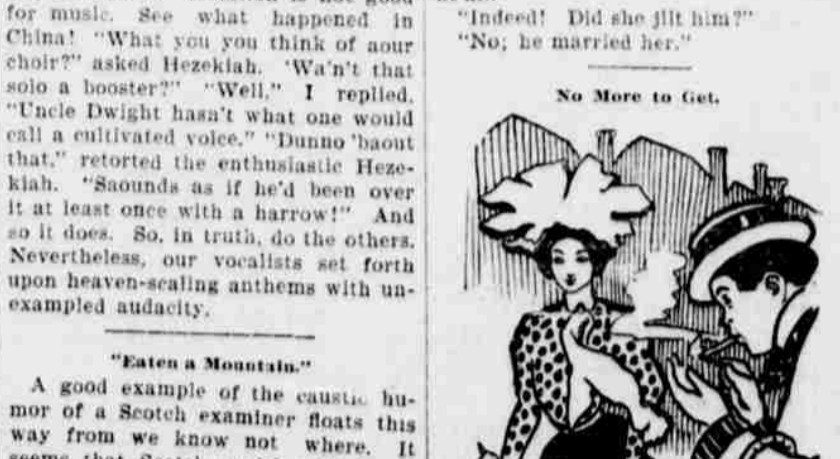 for music. See what happened in
China! "What you you think of aour
choir?" asked Hezekiah. 'Wa'n't that
solo a booster?" "Well," I replied,
"Uncle Dwight hasn't what one would
call a cultivated voice." "Dunno 'baout
that," retorted the enthusiastic Heze-
kiah. "Saounds as if he'd been over
it at least once with a harrow!" And
so it does. So, in truth, do the others.
Nevertheless, our vocalists set forth
upon heaven-scaling anthems with un-
exampled audacity.
"Eaten a Mountain."
A good example of the caustic hu-
mor of a Scotch examiner floats this
way from we know not where. It
seems that
"Indeed! Did she jilt him?"
"No; he married her."
No More to Get.